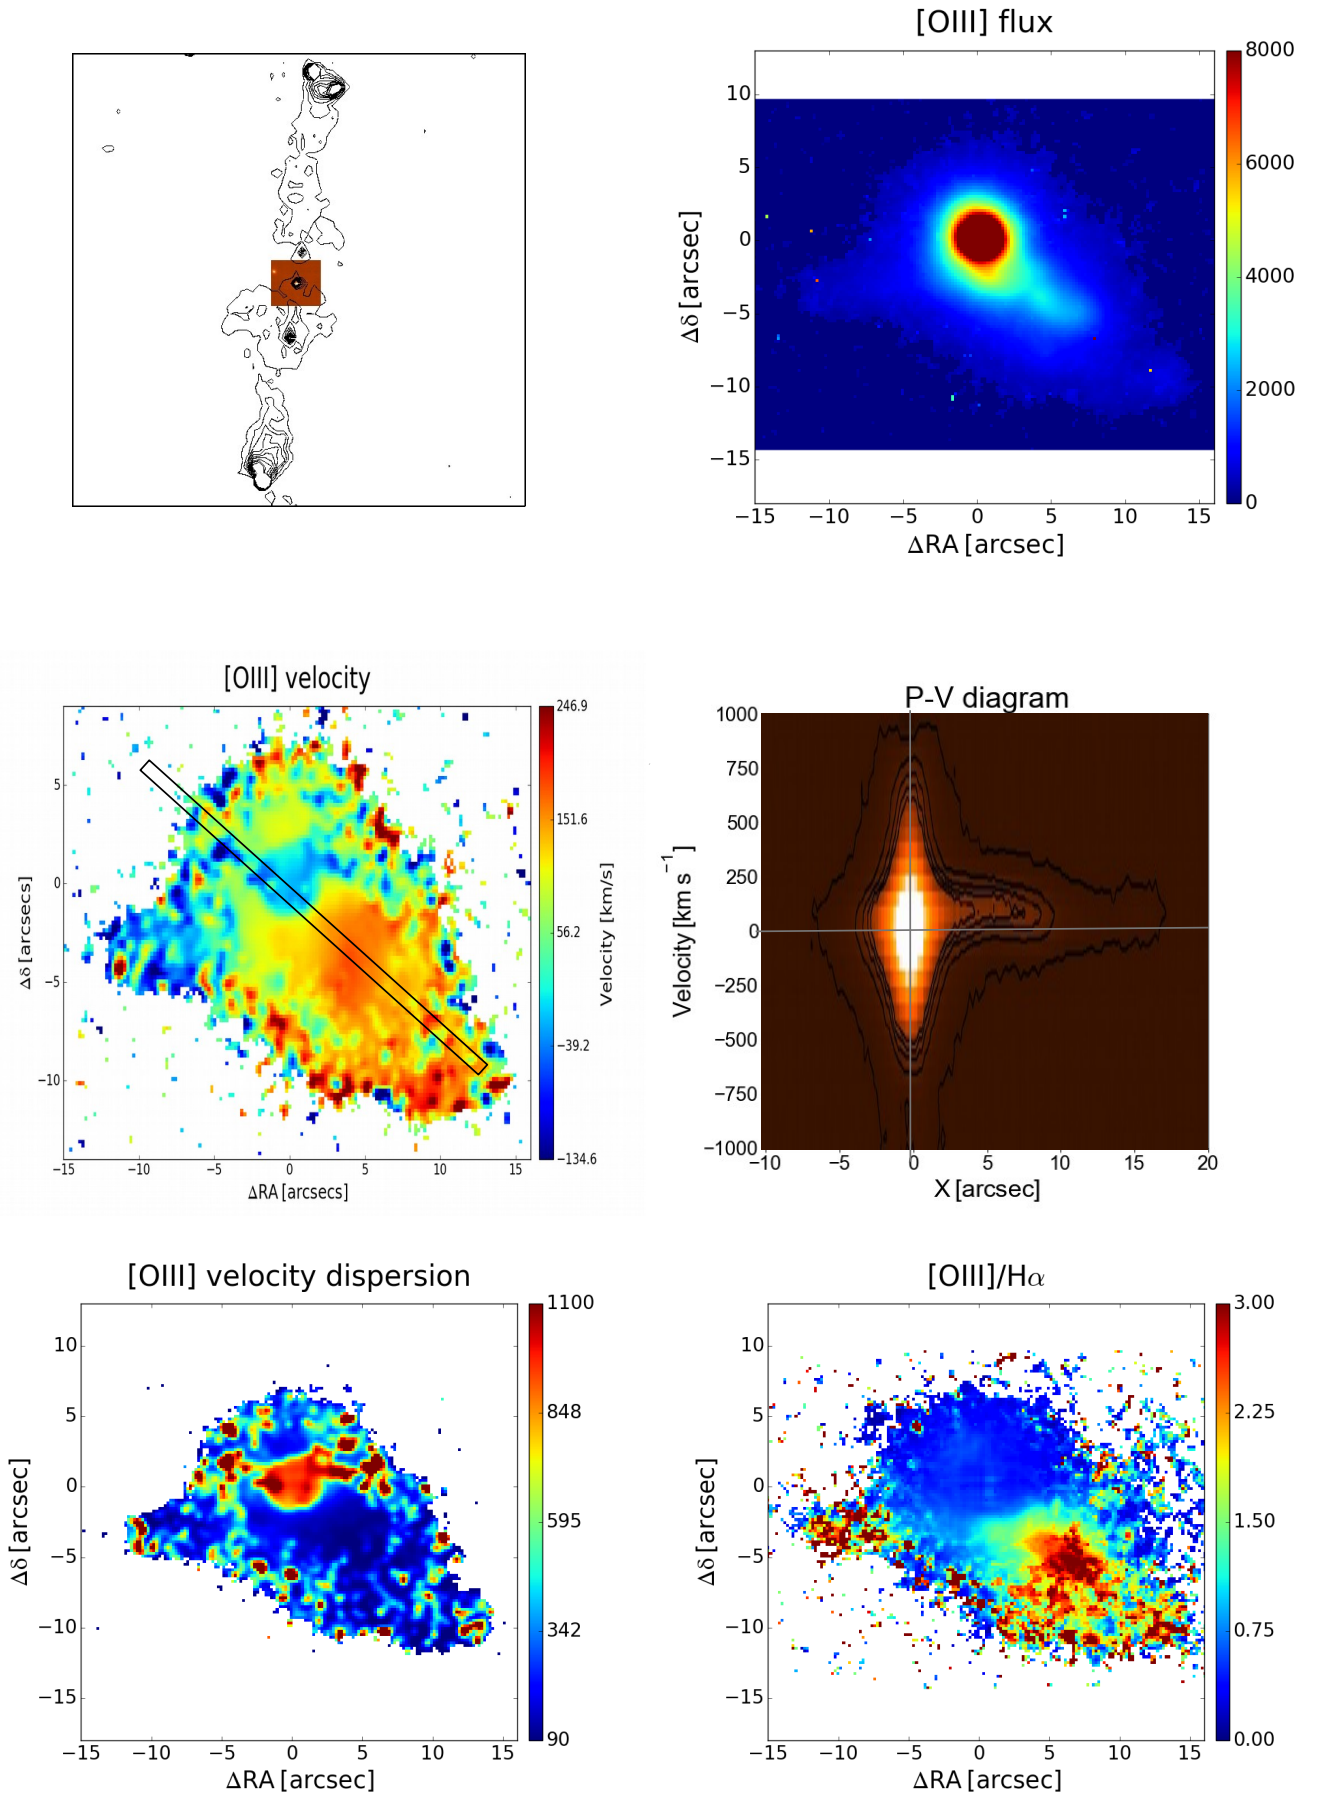 [OIII] flux
10
5
0
−5
−10
−15
Δδ [arcsec]
−15 −10 −5 0 5 10 15
ΔRA [arcsec]
8000
6000
4000
2000
0
[OIII] velocity
5
0
−5
−10
Δδ [arcsecs]
−15 −10 −5 0 5 10 15
ΔRA [arcsecs]
246.9
151.6
56.2
−39.2
−134.6
Velocity [km/s]
P-V diagram
1000
750
500
250
0
−250
−500
−750
−1000
Velocity [km s⁻¹]
−10 −5 0 5 10 15 20
X [arcsec]
[OIII] velocity dispersion
10
5
0
−5
−10
−15
Δδ [arcsec]
−15 −10 −5 0 5 10 15
ΔRA [arcsec]
1100
848
595
342
90
[OIII]/Hα
10
5
0
−5
−10
−15
Δδ [arcsec]
−15 −10 −5 0 5 10 15
ΔRA [arcsec]
3.00
2.25
1.50
0.75
0.00